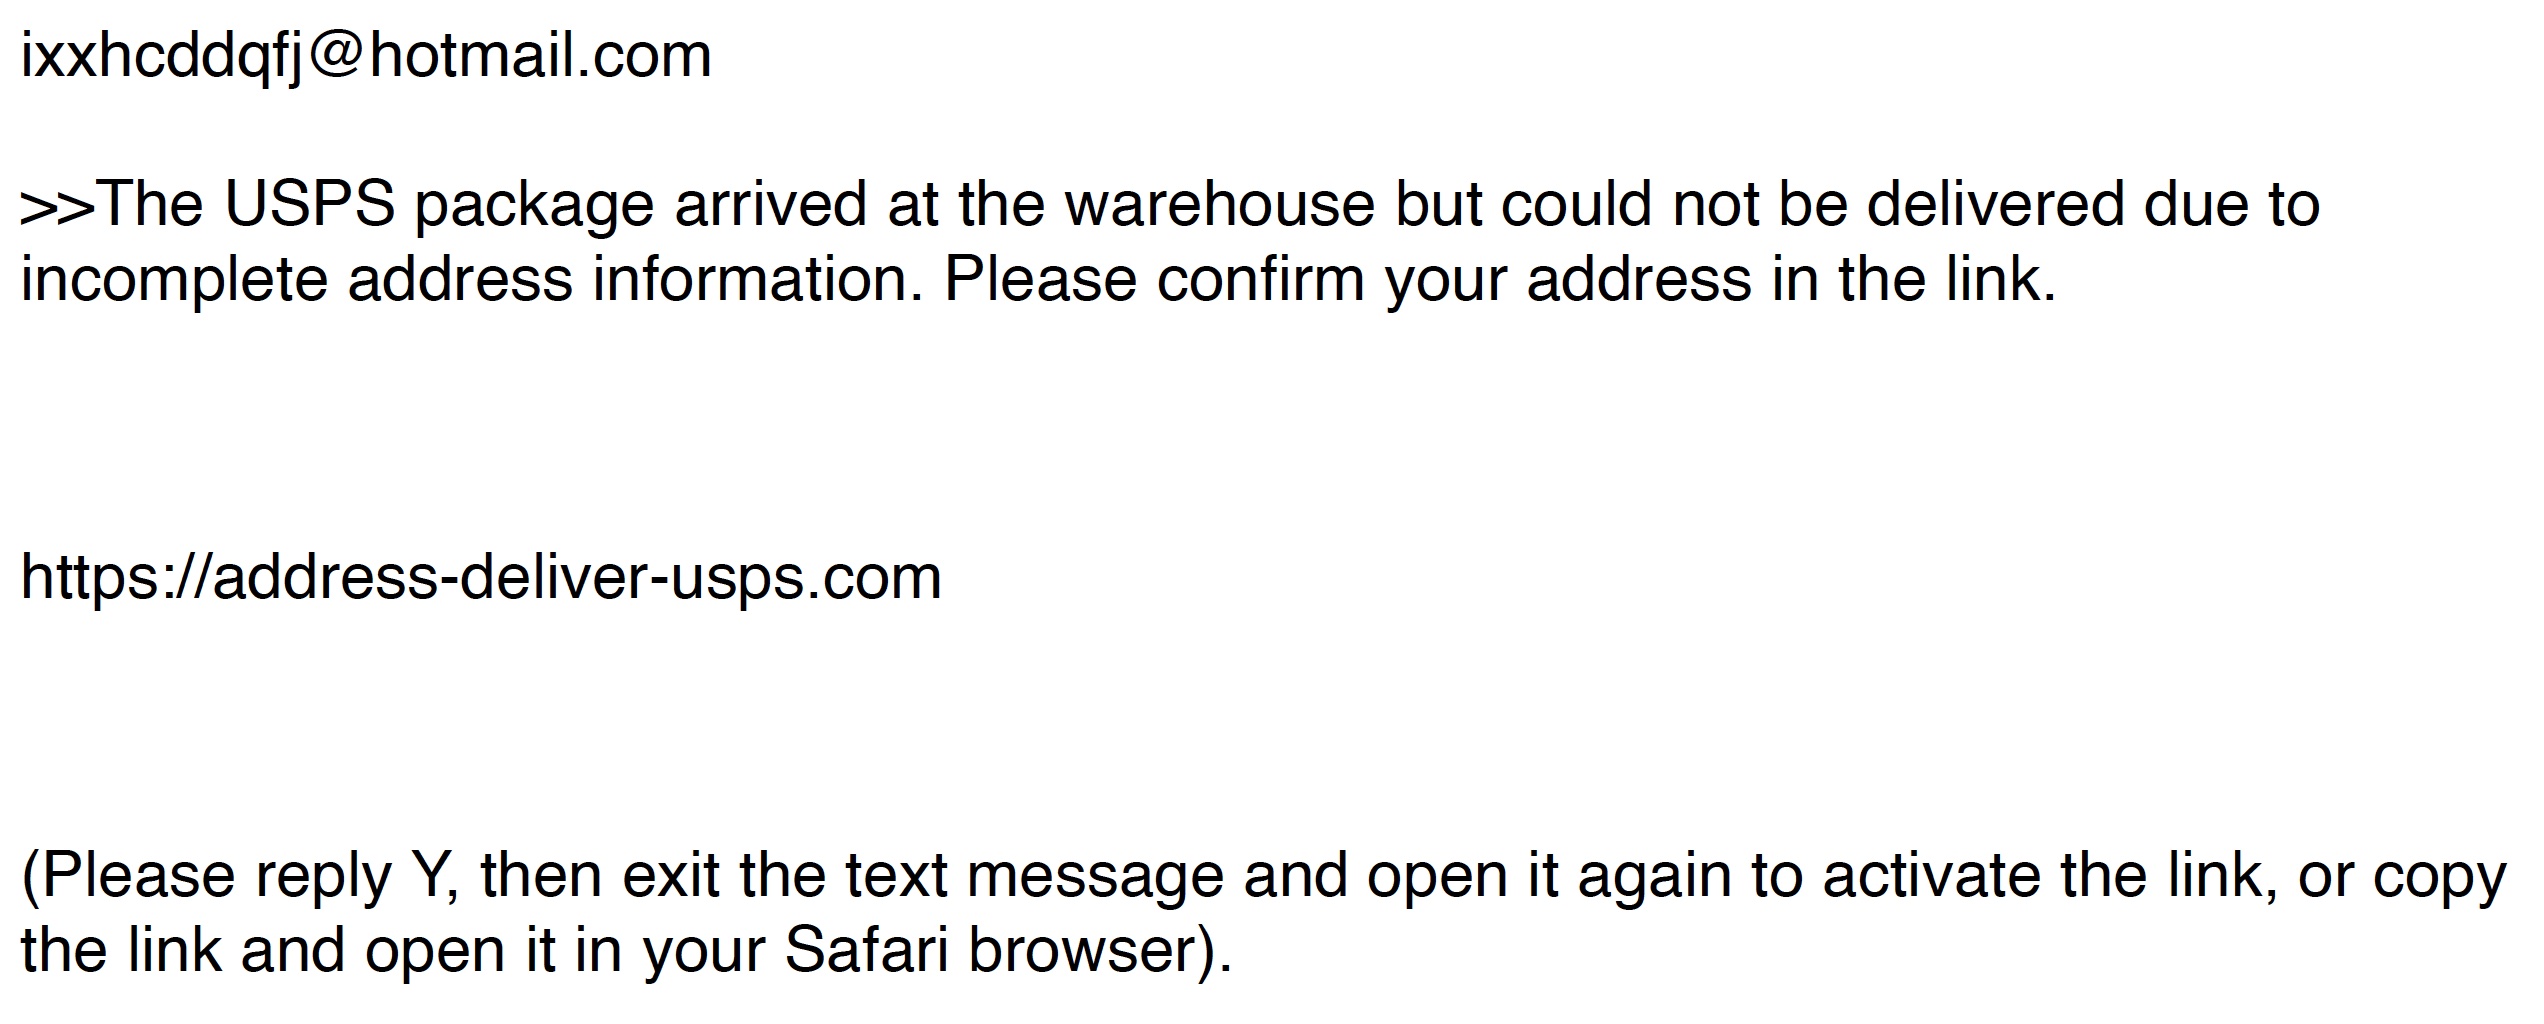 ixxhcddqfj@hotmail.com
>>The USPS package arrived at the warehouse but could not be delivered due to
incomplete address information. Please confirm your address in the link.
https://address-deliver-usps.com
(Please reply Y, then exit the text message and open it again to activate the link, or copy
the link and open it in your Safari browser).